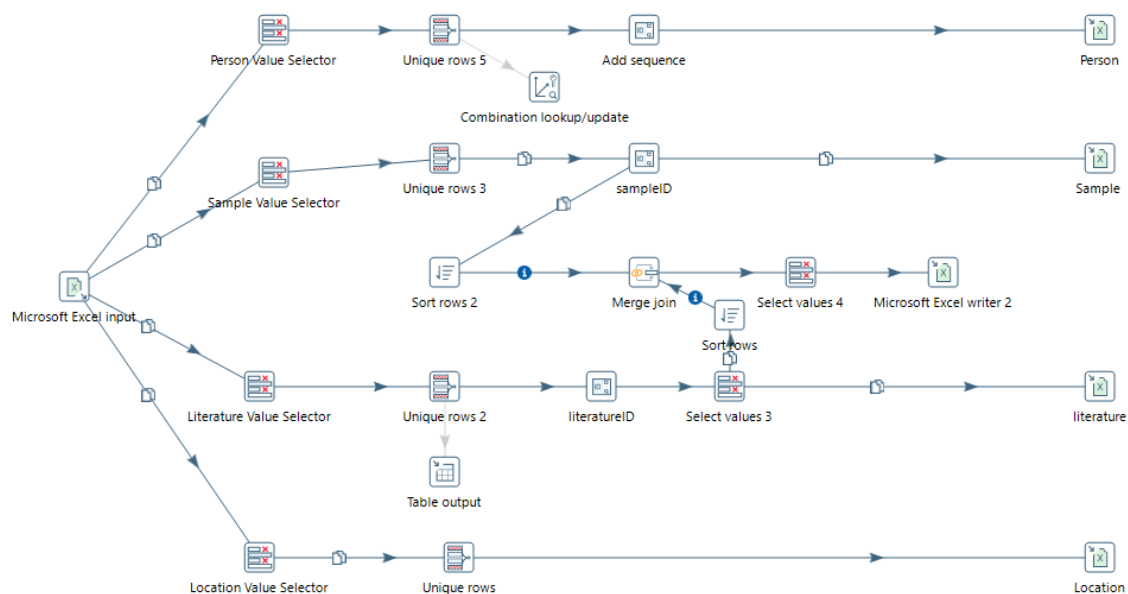 Person Value Selector
Unique rows 5
Add sequence
Person
Combination lookup/update
Sample Value Selector
Unique rows 3
sampleID
Sample
Microsoft Excel input
Sort rows 2
Merge join
Select values 4
Microsoft Excel writer 2
Sort rows
Literature Value Selector
Unique rows 2
literatureID
Select values 3
literature
Table output
Location Value Selector
Unique rows
Location